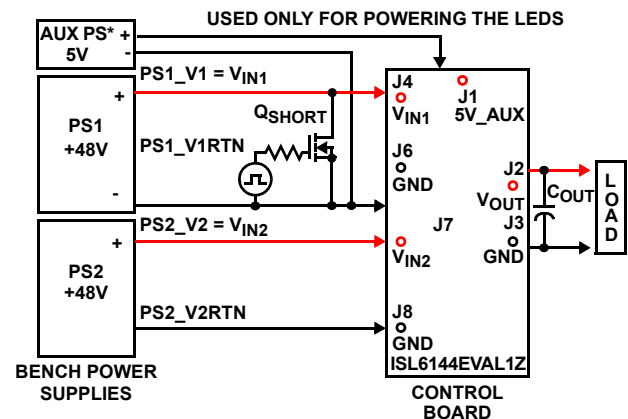 USED ONLY FOR POWERING THE LEDS
AUX PS* +
5V -
PS1_V1 = VIN1
+
PS1
+48V
-
QSHORT
PS1_V1RTN
PS2_V2 = VIN2
+
PS2
+48V
PS2_V2RTN
BENCH POWER
SUPPLIES
J4
VIN1
J1
5V_AUX
J6
GND
J2
VOUT
J7
J3
GND
VIN2
J8
GND
ISL6144EVAL1Z
CONTROL
BOARD
COUT
LOAD